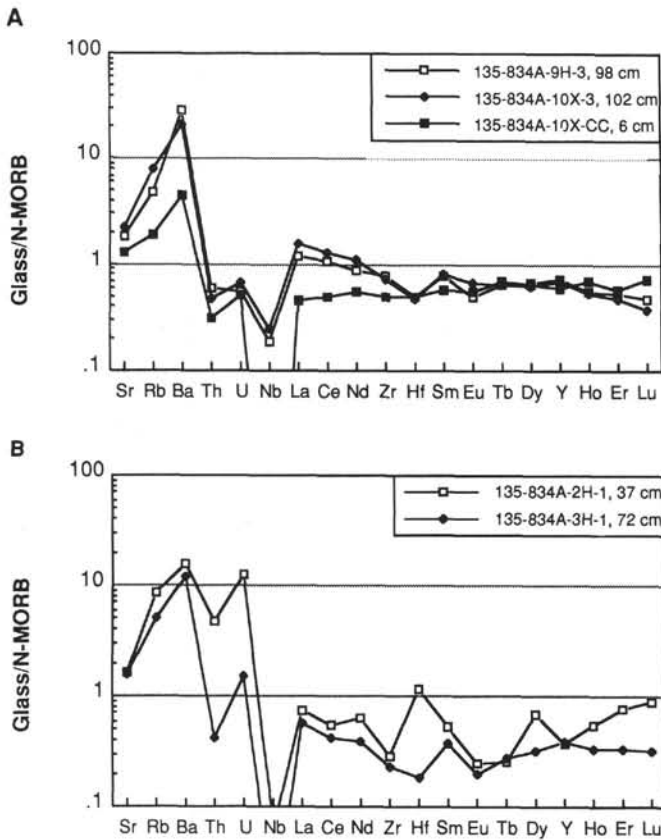 A
Glass/N-MORB
100
10
1
.1
135-834A-9H-3, 98 cm
135-834A-10X-3, 102 cm
135-834A-10X-CC, 6 cm
Sr Rb Ba Th U Nb La Ce Nd Zr Hf Sm Eu Tb Dy Y Ho Er Lu
B
Glass/N-MORB
100
10
1
.1
135-834A-2H-1, 37 cm
135-834A-3H-1, 72 cm
Sr Rb Ba Th U Nb La Ce Nd Zr Hf Sm Eu Tb Dy Y Ho Er Lu